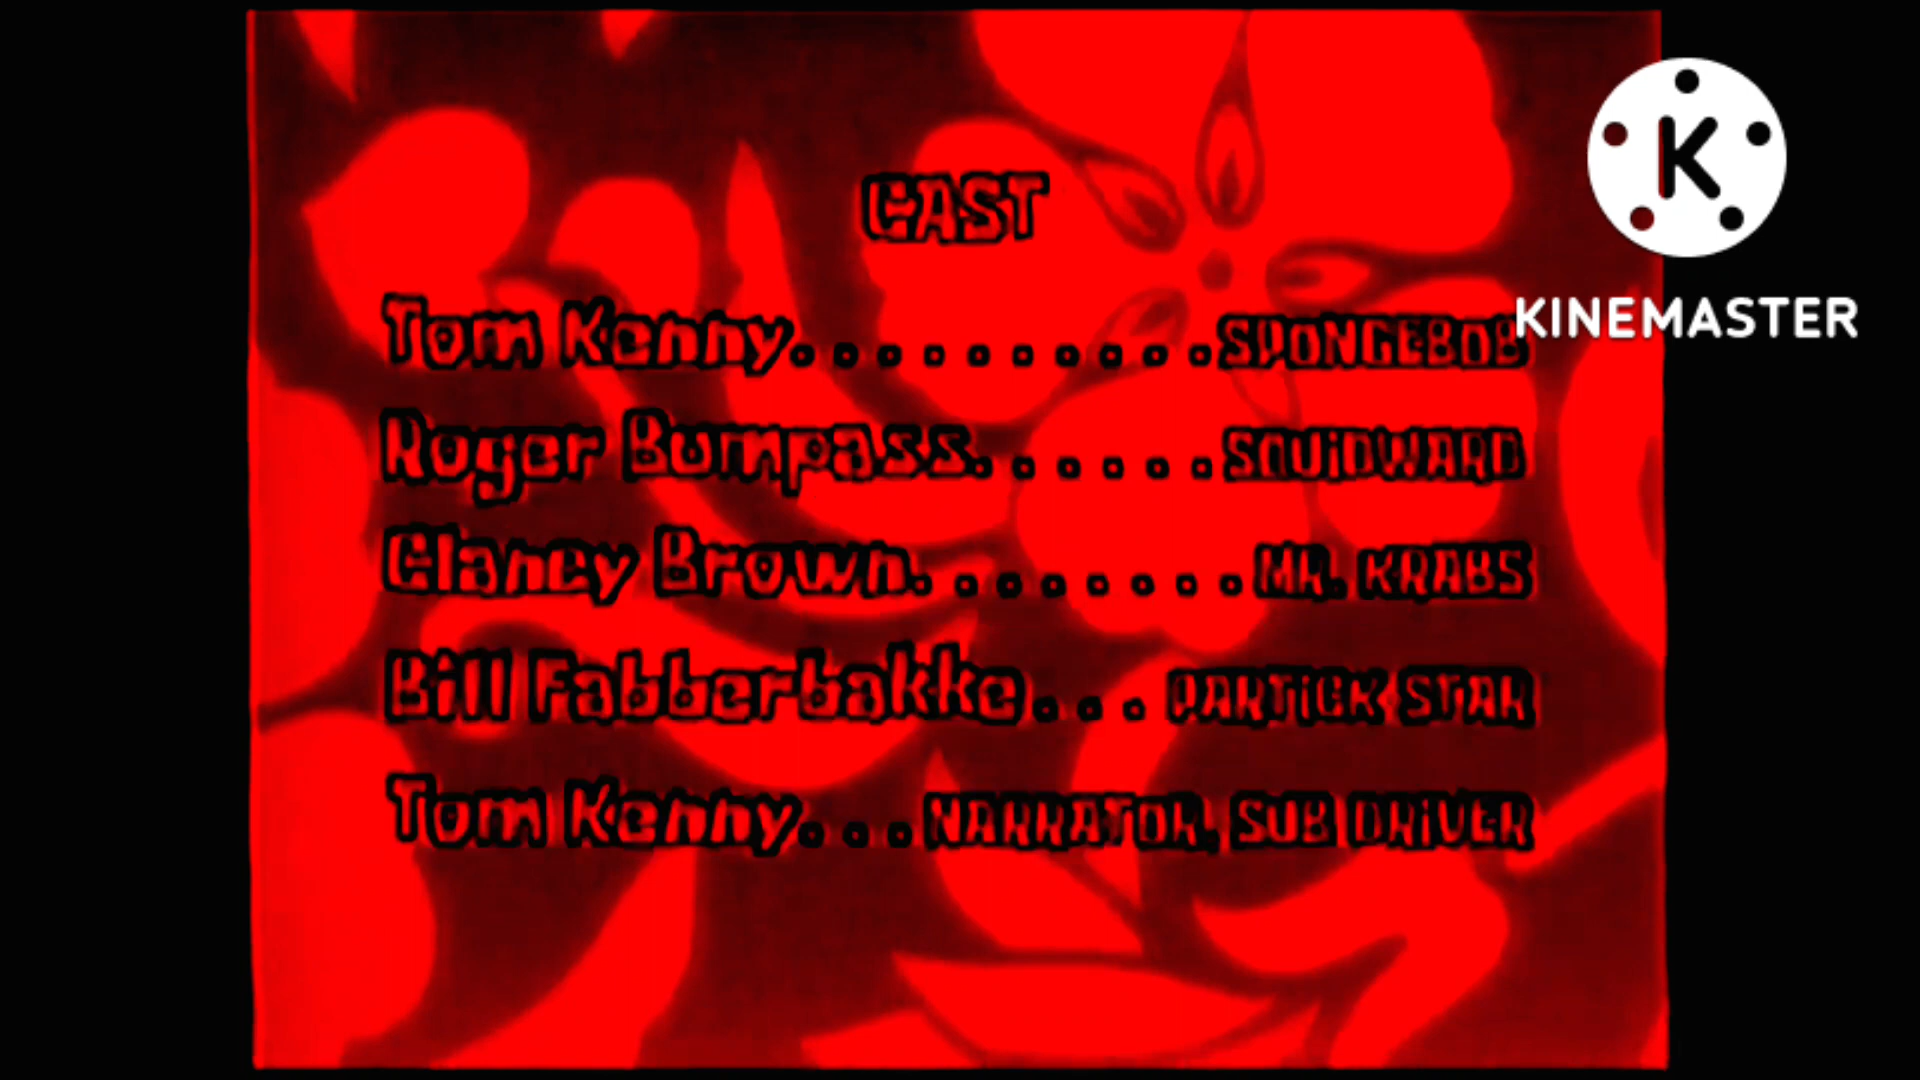 CAST
Tom Kenny..........SPONGEBOB
Roger Bumpass......SQUiDWARD
Clancy Brown........MR. KRABS
Bill Fabberbakke...PARTiCK STAR
Tom Kenny...NARRATOR, SUB DRiVER
K
KINEMASTER